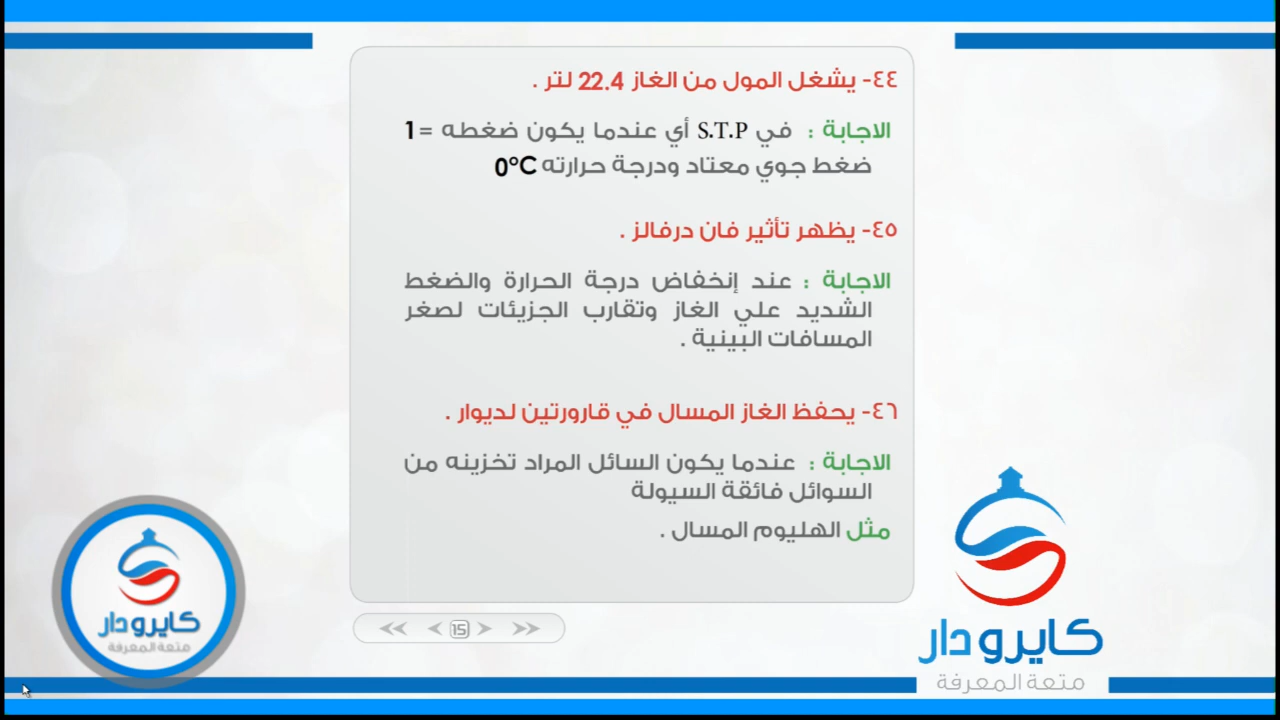 ٤٤- يشغل المول من الغاز 22.4 لتر .
الاجابة : في S.T.P أي عندما يكون ضغطه = 1
ضغط جوي معتاد ودرجة حرارته 0°C
٤٥- يظهر تأثير فان درفالز .
الاجابة : عند إنخفاض درجة الحرارة والضغط
الشديد علي الغاز وتقارب الجزيئات لصغر
المسافات البينية .
٤٦- يحفظ الغاز المسال في قارورتين لديوار .
الاجابة : عندما يكون السائل المراد تخزينه من
السوائل فائقة السيولة
مثل الهليوم المسال .
15
كايرو دار
متعة المعرفة
كايرو دار
متعة المعرفة